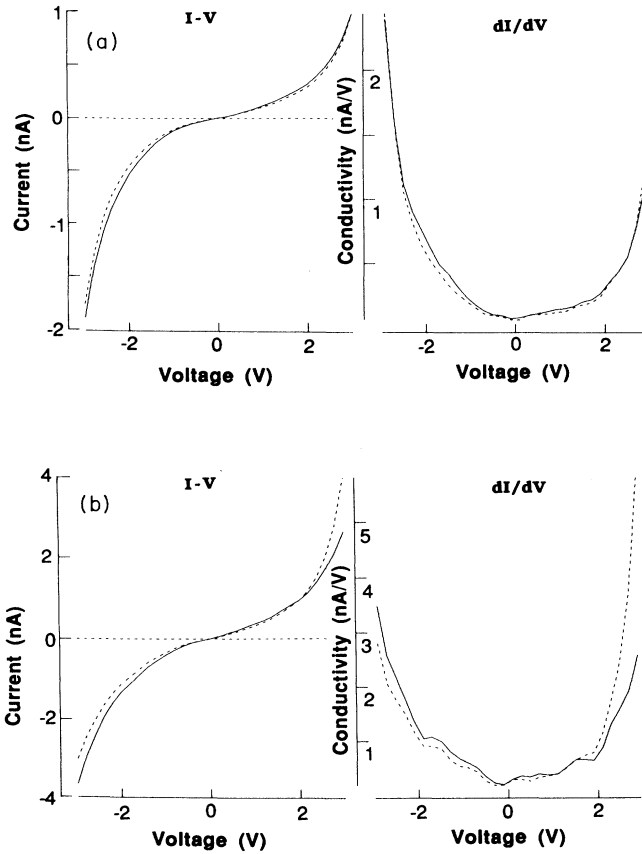 I-V
dI/dV
(a)
1
0
-1
-2
Current (nA)
-2
0
2
Voltage (V)
2
1
Conductivity (nA/V)
-2
0
2
Voltage (V)
I-V
dI/dV
(b)
4
2
0
-2
-4
Current (nA)
-2
0
2
Voltage (V)
5
4
3
2
1
Conductivity (nA/V)
-2
0
2
Voltage (V)